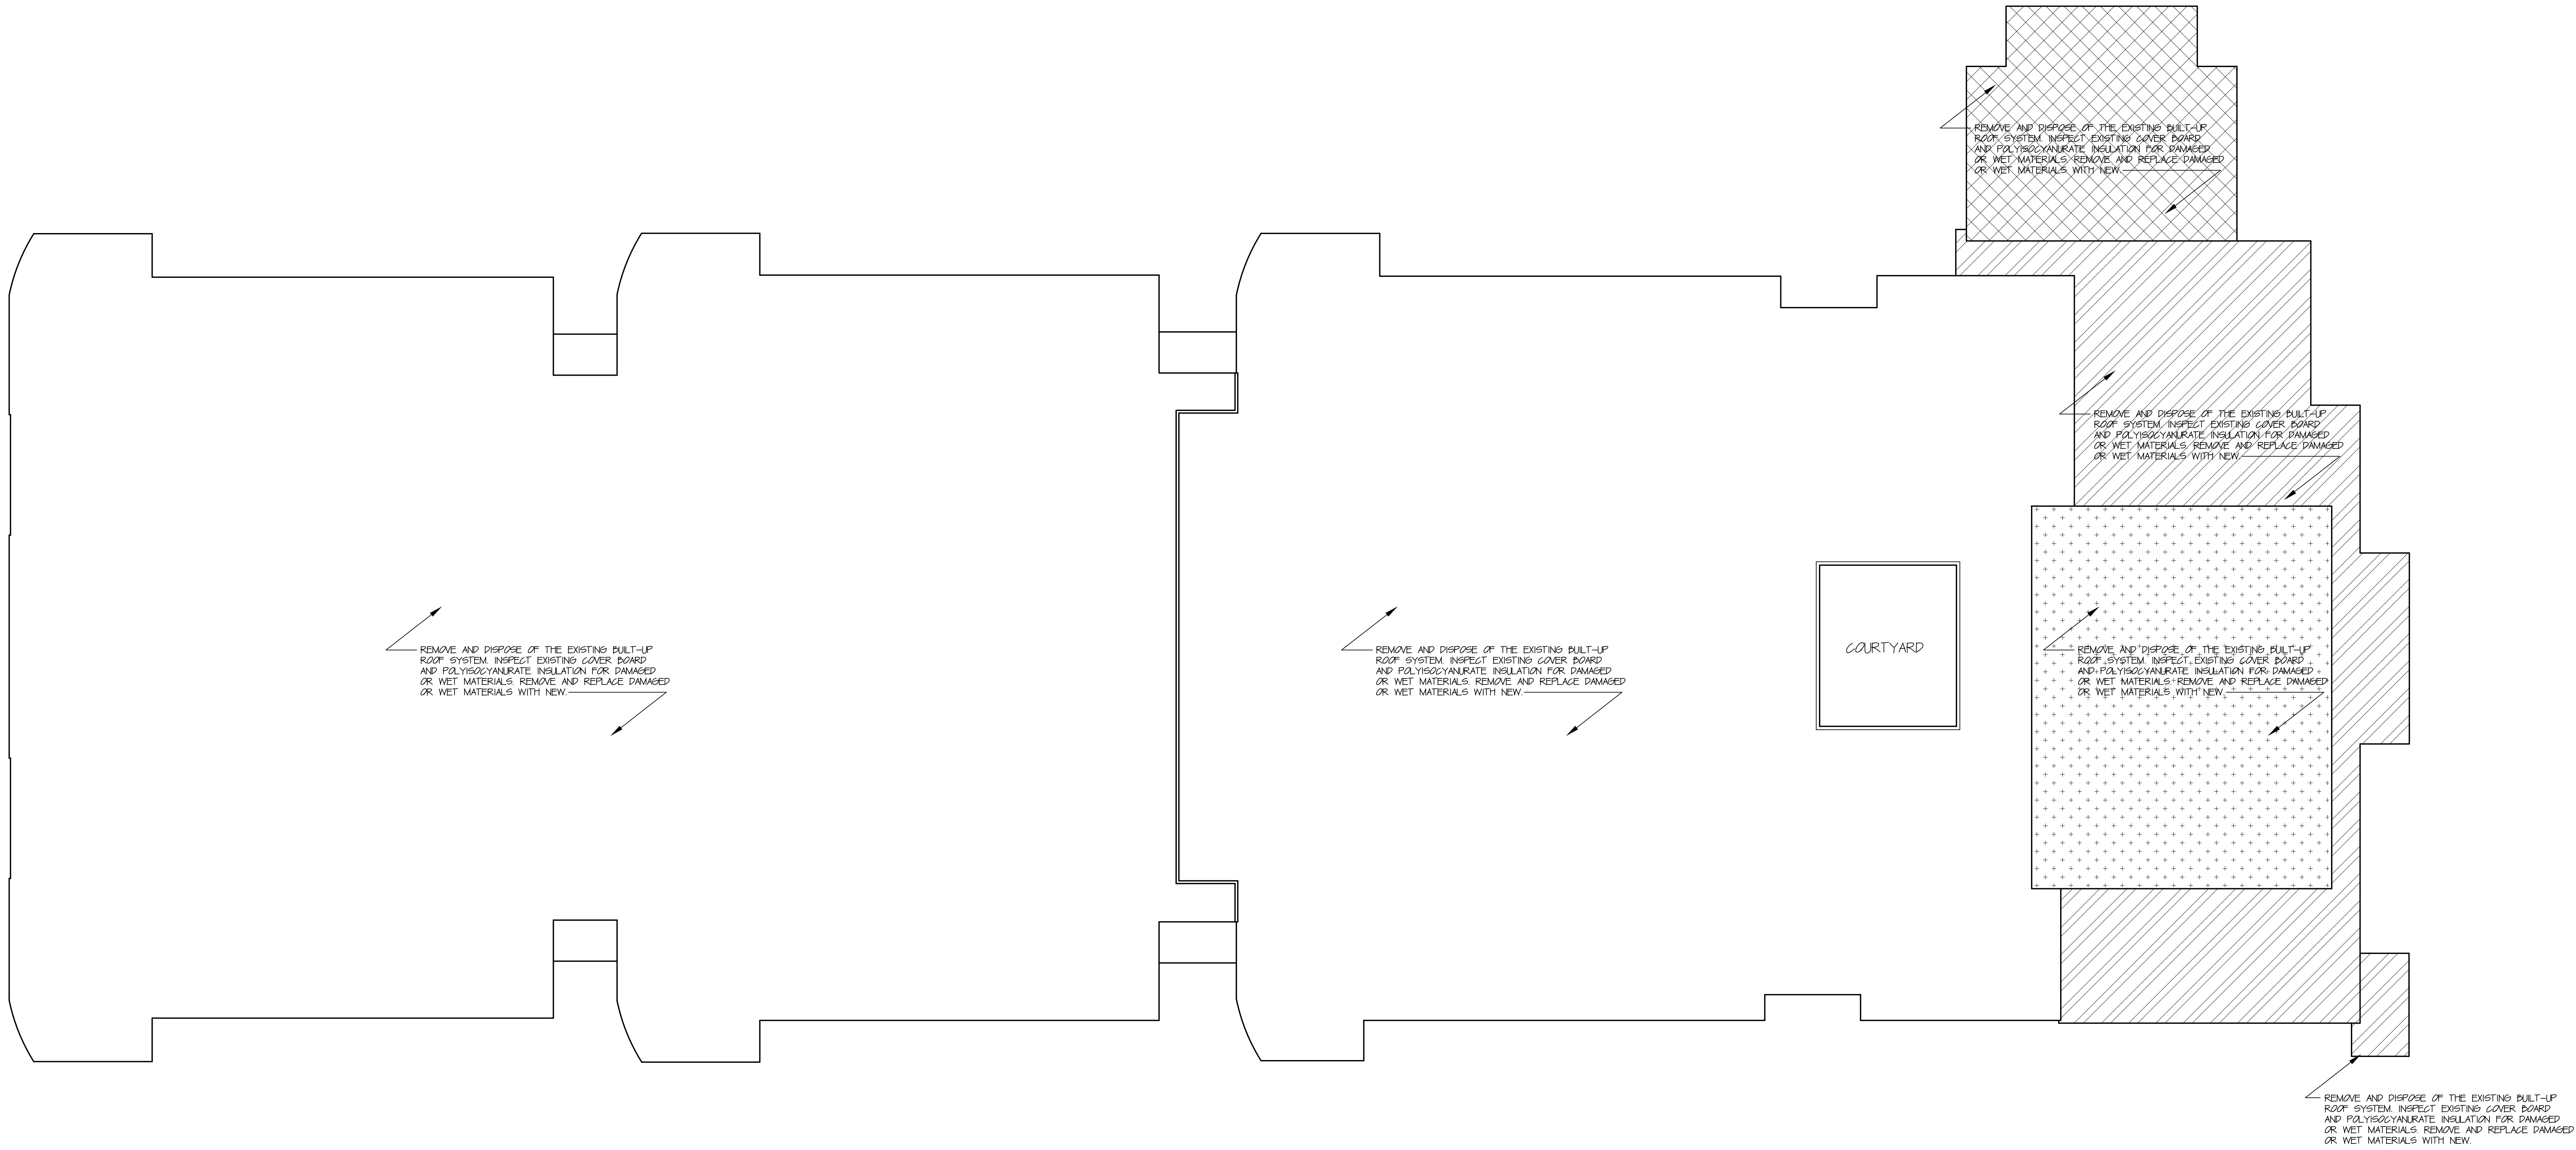 REMOVE AND DISPOSE OF THE EXISTING BUILT-UP
ROOF SYSTEM. INSPECT EXISTING COVER BOARD
AND POLYISOCYANURATE INSULATION FOR DAMAGED
OR WET MATERIALS. REMOVE AND REPLACE DAMAGED
OR WET MATERIALS WITH NEW.
REMOVE AND DISPOSE OF THE EXISTING BUILT-UP
ROOF SYSTEM. INSPECT EXISTING COVER BOARD
AND POLYISOCYANURATE INSULATION FOR DAMAGED
OR WET MATERIALS. REMOVE AND REPLACE DAMAGED
OR WET MATERIALS WITH NEW.
REMOVE AND DISPOSE OF THE EXISTING BUILT-UP
ROOF SYSTEM. INSPECT EXISTING COVER BOARD
AND POLYISOCYANURATE INSULATION FOR DAMAGED
OR WET MATERIALS. REMOVE AND REPLACE DAMAGED
OR WET MATERIALS WITH NEW.
REMOVE AND DISPOSE OF THE EXISTING BUILT-UP
ROOF SYSTEM. INSPECT EXISTING COVER BOARD
AND POLYISOCYANURATE INSULATION FOR DAMAGED
OR WET MATERIALS. REMOVE AND REPLACE DAMAGED
OR WET MATERIALS WITH NEW.
COURTYARD
REMOVE AND DISPOSE OF THE EXISTING BUILT-UP
ROOF SYSTEM. INSPECT EXISTING COVER BOARD
AND POLYISOCYANURATE INSULATION FOR DAMAGED
OR WET MATERIALS. REMOVE AND REPLACE DAMAGED
OR WET MATERIALS WITH NEW.
REMOVE AND DISPOSE OF THE EXISTING BUILT-UP
ROOF SYSTEM. INSPECT EXISTING COVER BOARD
AND POLYISOCYANURATE INSULATION FOR DAMAGED
OR WET MATERIALS. REMOVE AND REPLACE DAMAGED
OR WET MATERIALS WITH NEW.